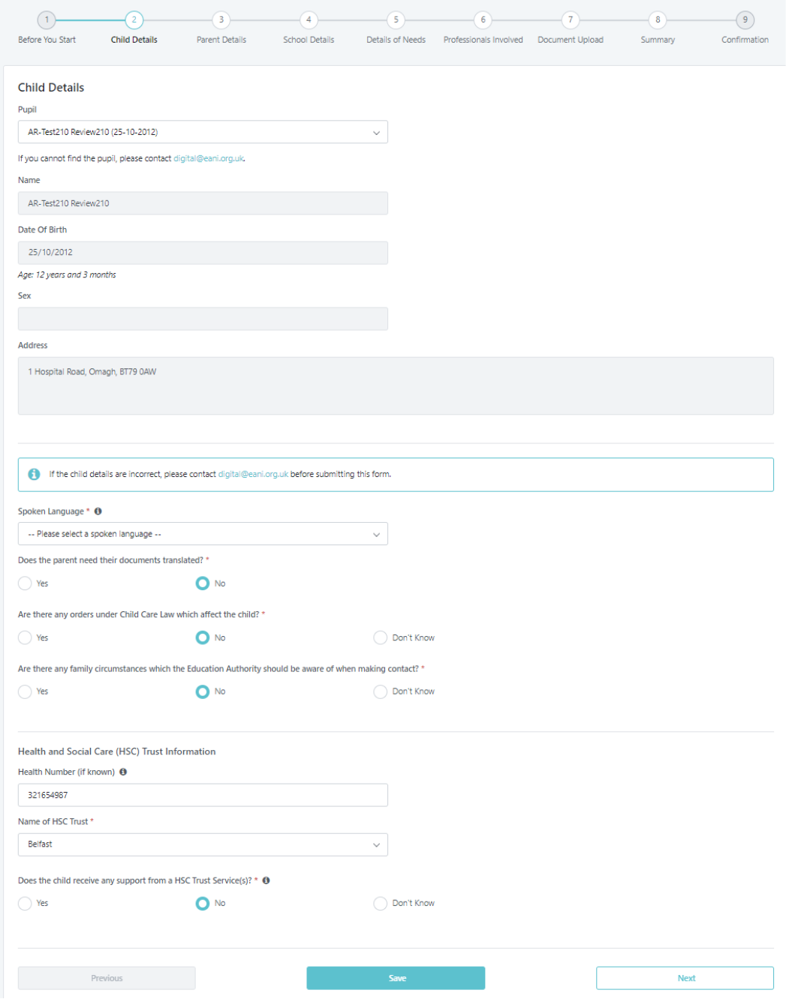 1 2 3 4 5 6 7 8 9
Before You Start Child Details Parent Details School Details Details of Needs Professionals Involved Document Upload Summary Confirmation
Child Details
Pupil
AR-Test210 Review210 (25-10-2012)
If you cannot find the pupil, please contact digital@eani.org.uk.
Name
AR-Test210 Review210
Date Of Birth
25/10/2012
Age: 12 years and 3 months
Sex
Address
1 Hospital Road, Omagh, BT79 0AW
If the child details are incorrect, please contact digital@eani.org.uk before submitting this form.
Spoken Language *
-- Please select a spoken language --
Does the parent need their documents translated? *
Yes No
Are there any orders under Child Care Law which affect the child? *
Yes No Don't Know
Are there any family circumstances which the Education Authority should be aware of when making contact? *
Yes No Don't Know
Health and Social Care (HSC) Trust Information
Health Number (if known)
321654987
Name of HSC Trust *
Belfast
Does the child receive any support from a HSC Trust Service(s)? *
Yes No Don't Know
Previous Save Next